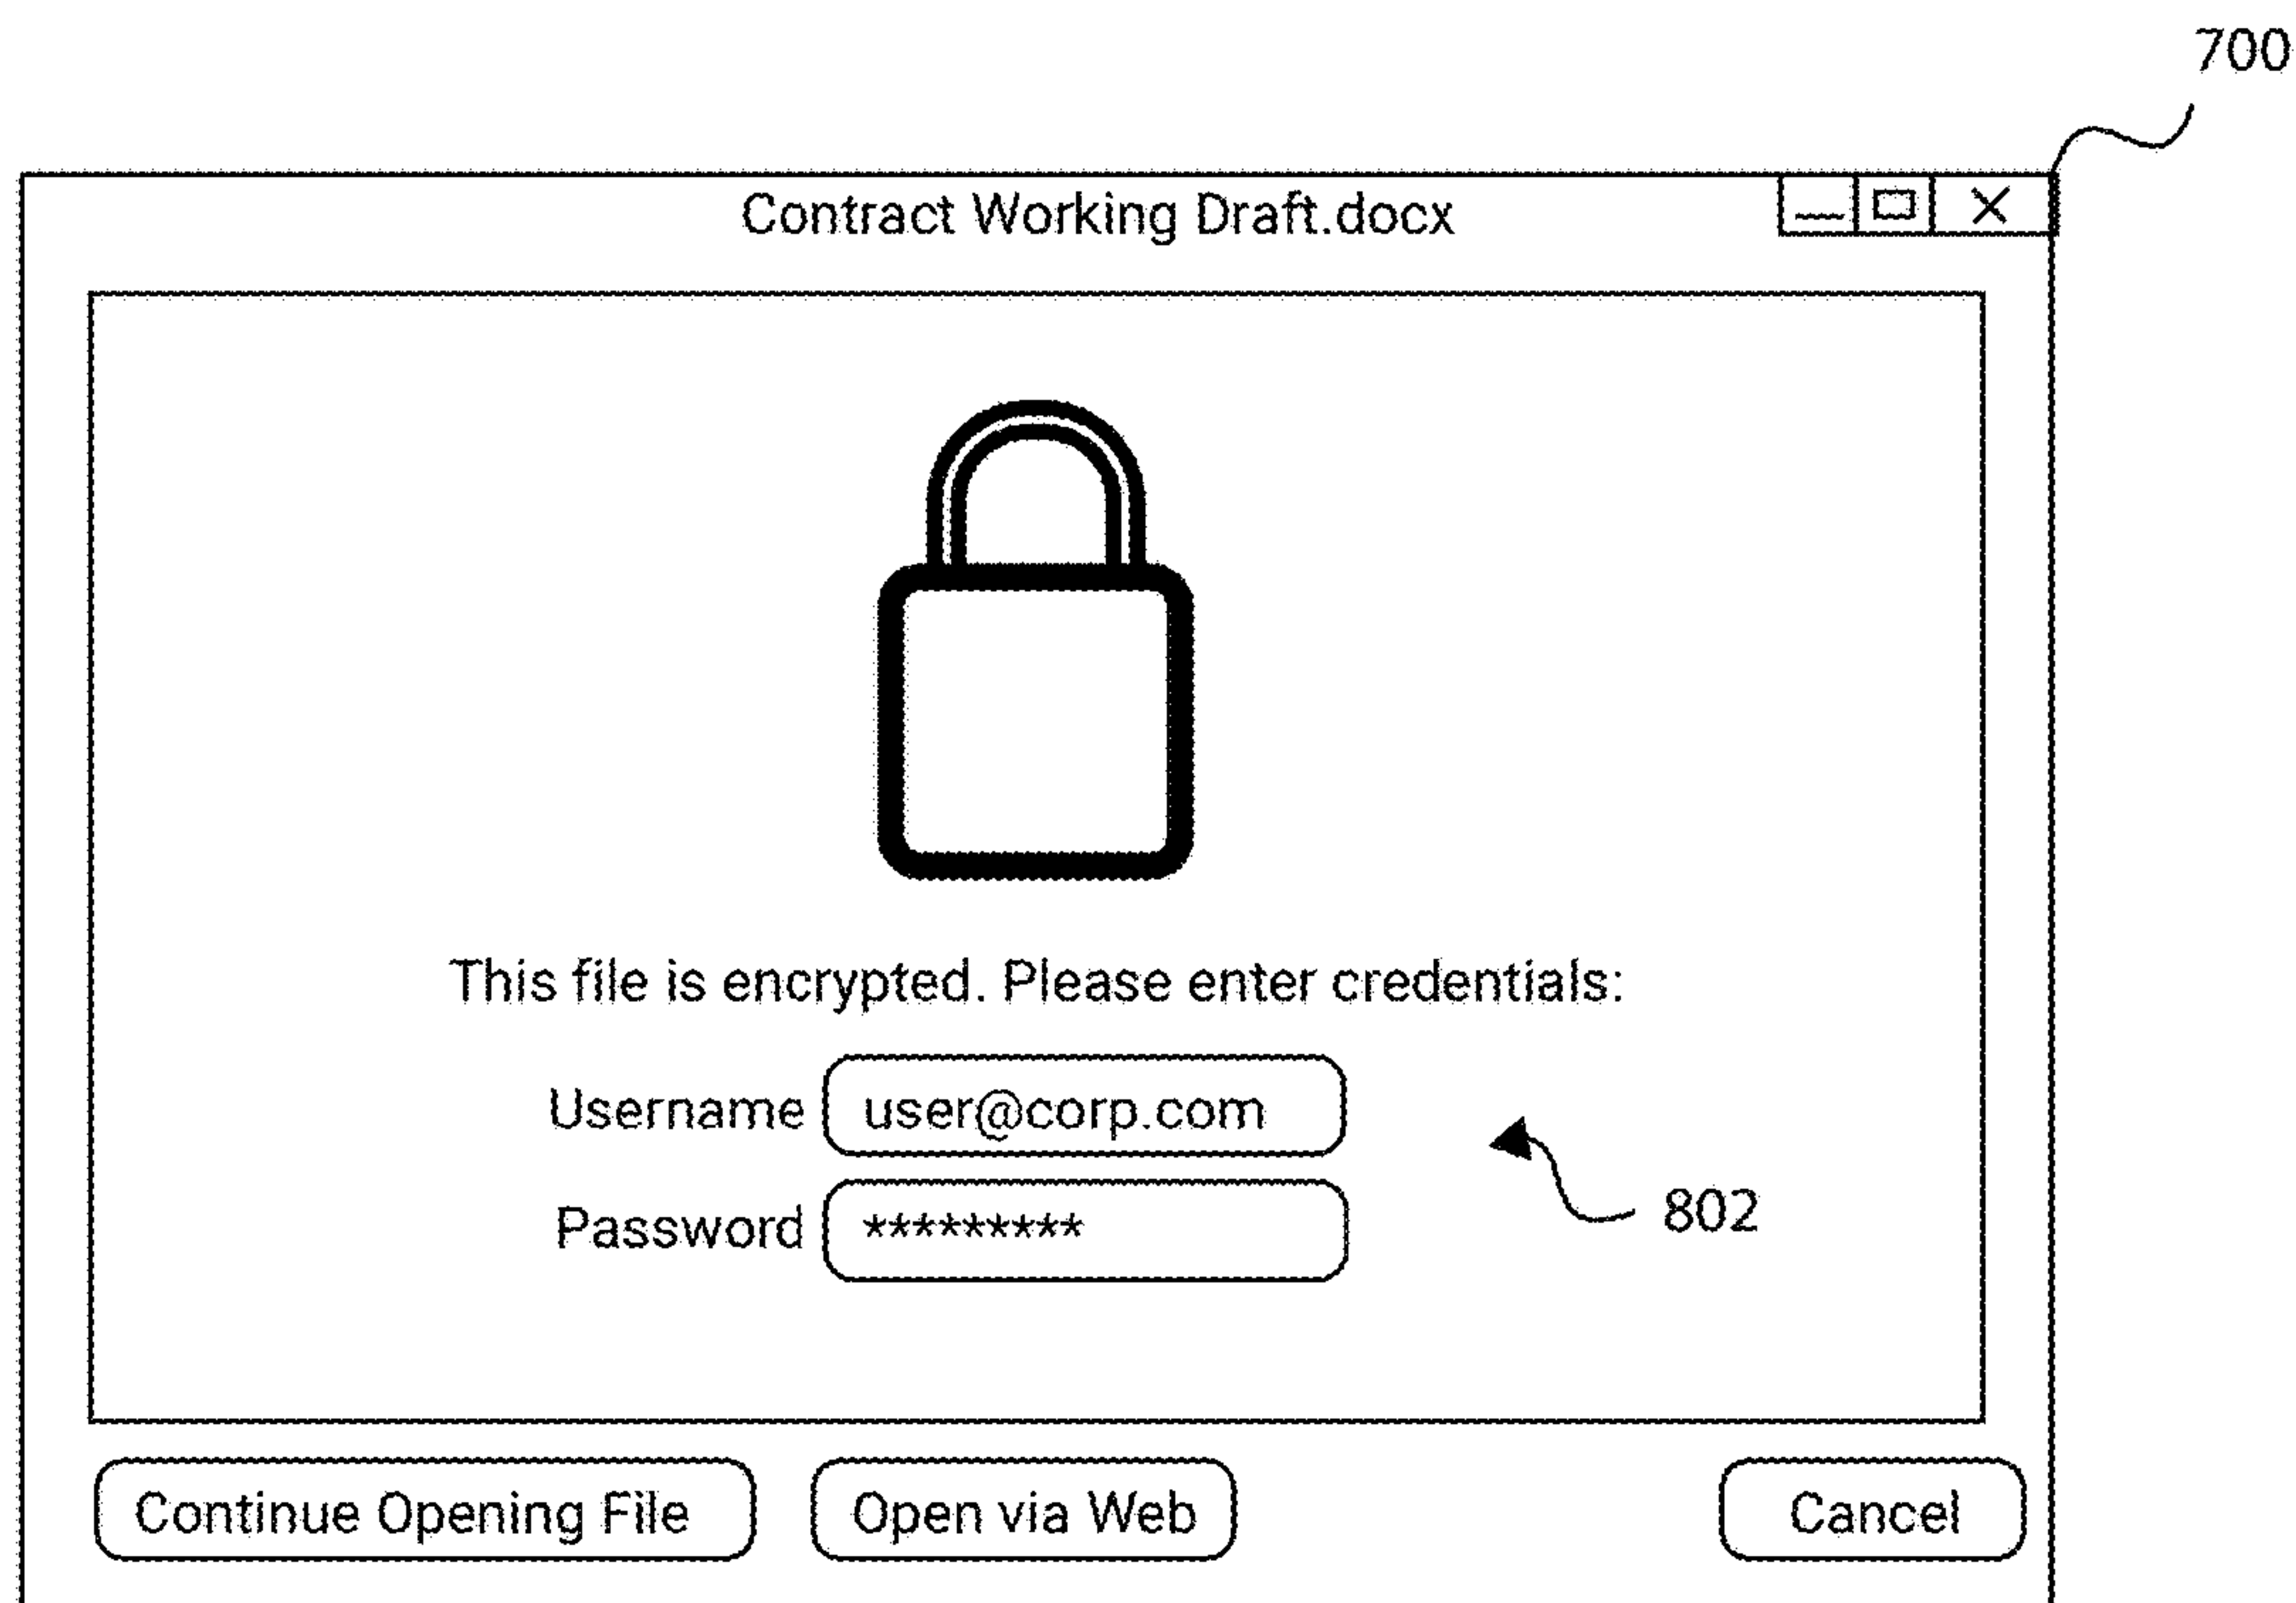 700
Contract Working Draft.docx
This file is encrypted. Please enter credentials:
Username user@corp.com
Password *********
802
Continue Opening File Open via Web Cancel